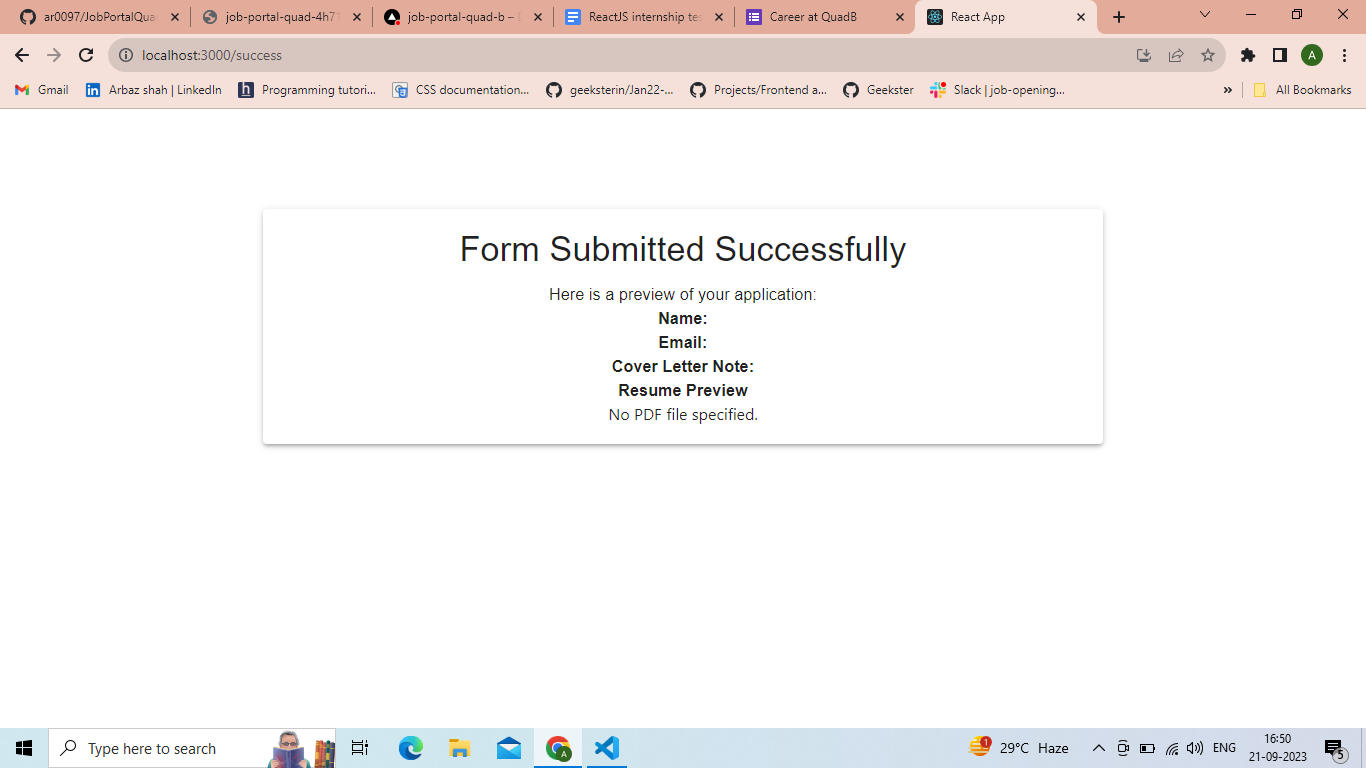 ar0097/JobPortalQua
job-portal-quad-4h71
job-portal-quad-b –
ReactJS internship tes
Career at QuadB
React App
localhost:3000/success
A
Gmail
Arbaz shah | LinkedIn
Programming tutori...
CSS documentation...
geeksterin/Jan22-...
Projects/Frontend a...
Geekster
Slack | job-opening...
»
All Bookmarks
Form Submitted Successfully
Here is a preview of your application:
Name:
Email:
Cover Letter Note:
Resume Preview
No PDF file specified.
Type here to search
A
1
29°C Haze
ENG
16:50
21-09-2023
5